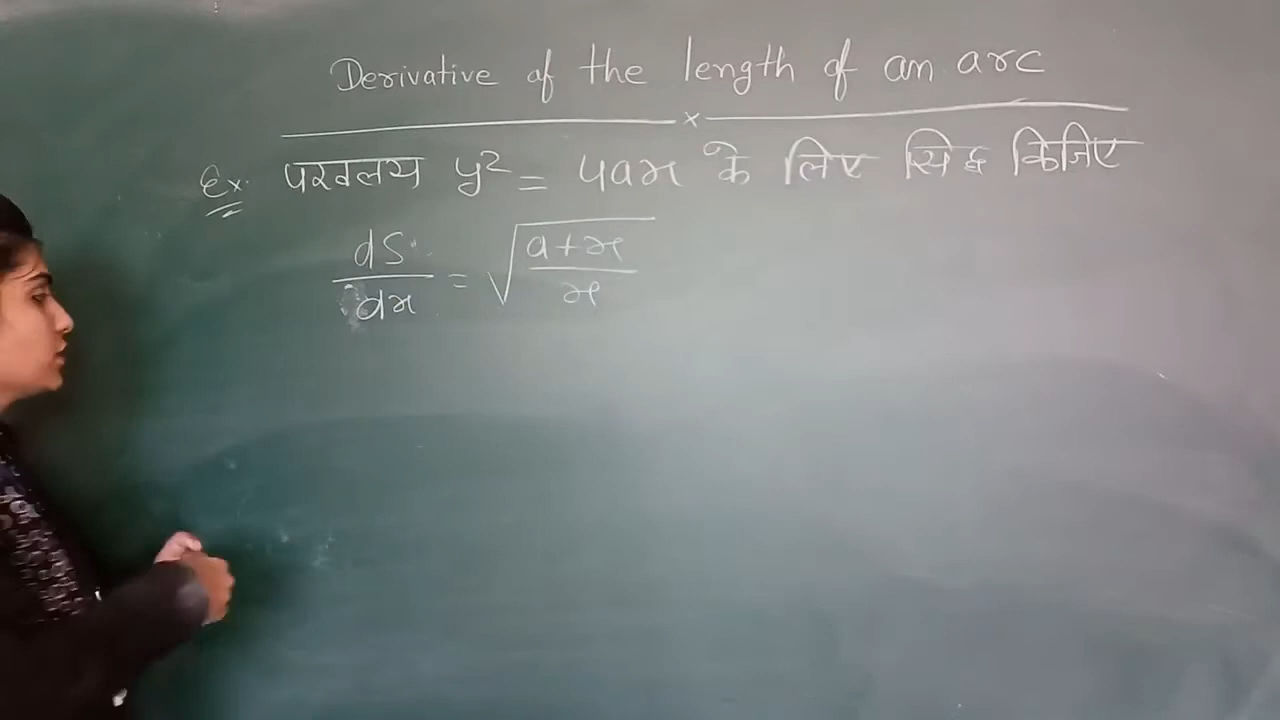 Derivative of the length of an arc
x
Ex. परवलय y² = 4ax के लिए सिद्ध किजिए
dS/dx = √((a+x)/x)